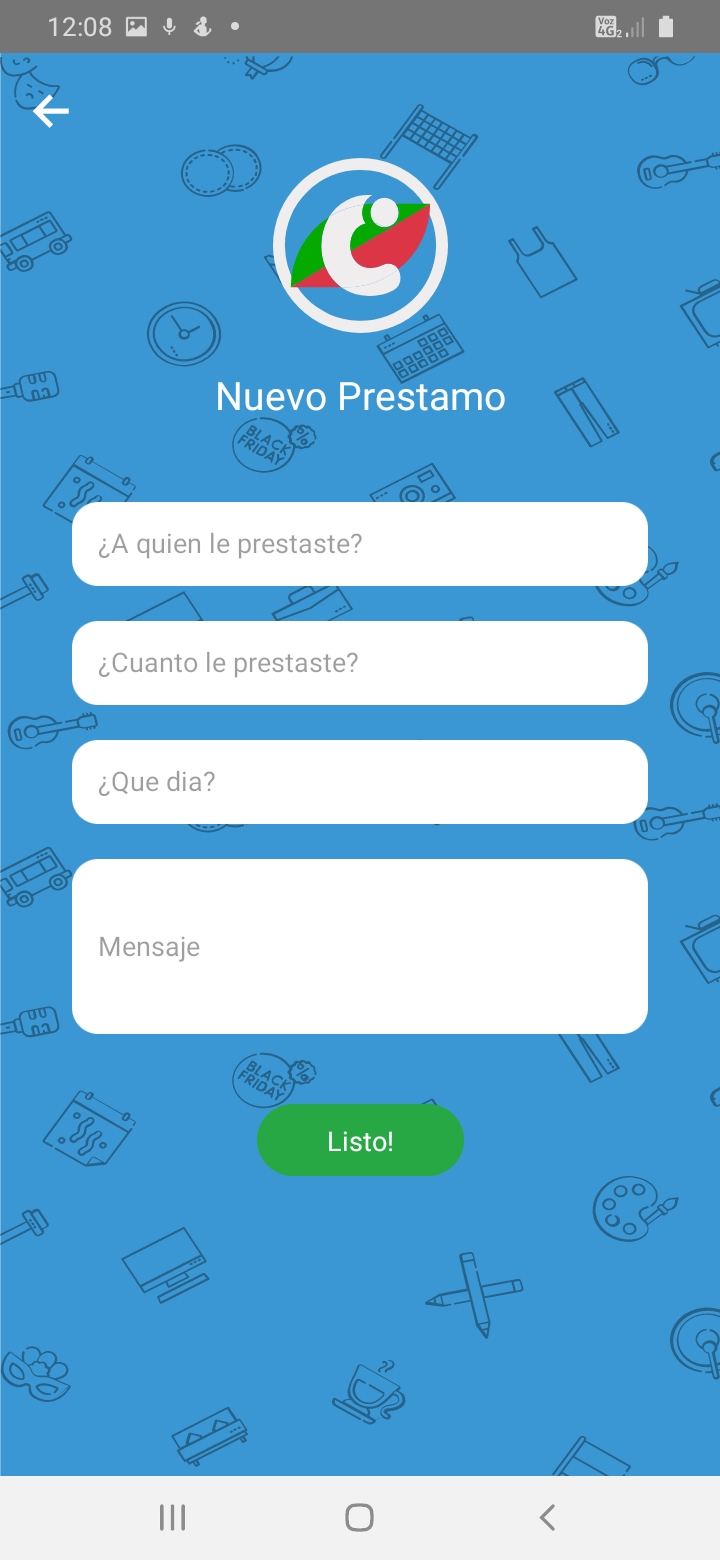 12:08
Voz
4G 2
Nuevo Prestamo
BLACK
FRIDAY
¿A quien le prestaste?
¿Cuanto le prestaste?
¿Que dia?
Mensaje
BLACK
FRIDAY
Listo!